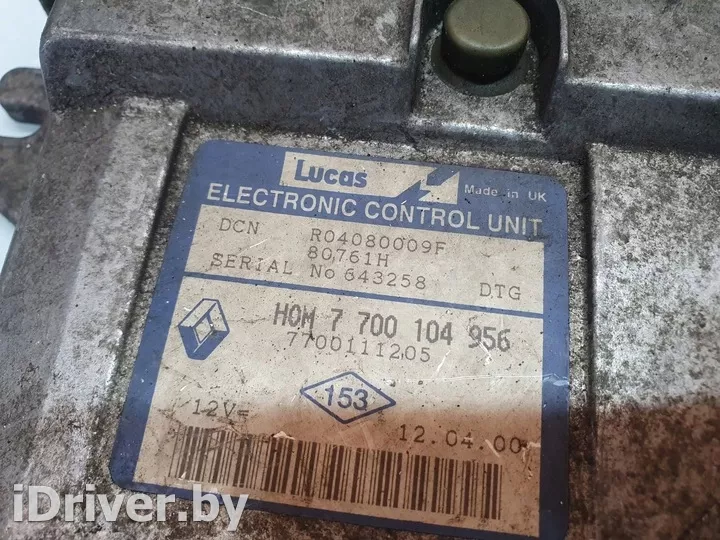 Lucas
Made in UK
ELECTRONIC CONTROL UNIT
DCN R04080009F
80761H
SERIAL No 643258 DTG
HOM 7 700 104 956
7700111205
153
12V= 12.04.00
iDriver.by